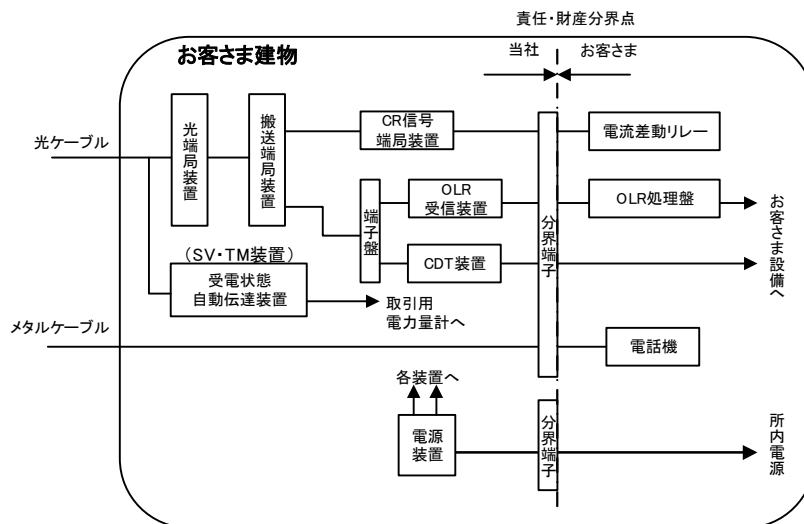 責任・財産分界点
お客さま建物
当社
お客さま
光ケーブル
光端局装置
搬送端局装置
CR信号
端局装置
電流差動リレー
端子盤
OLR
受信装置
分界端子
OLR処理盤
お客さま設備へ
CDT装置
（SV・TM装置）
受電状態
自動伝達装置
取引用
電力量計へ
メタルケーブル
電話機
各装置へ
電源
装置
分界端子
所内電源